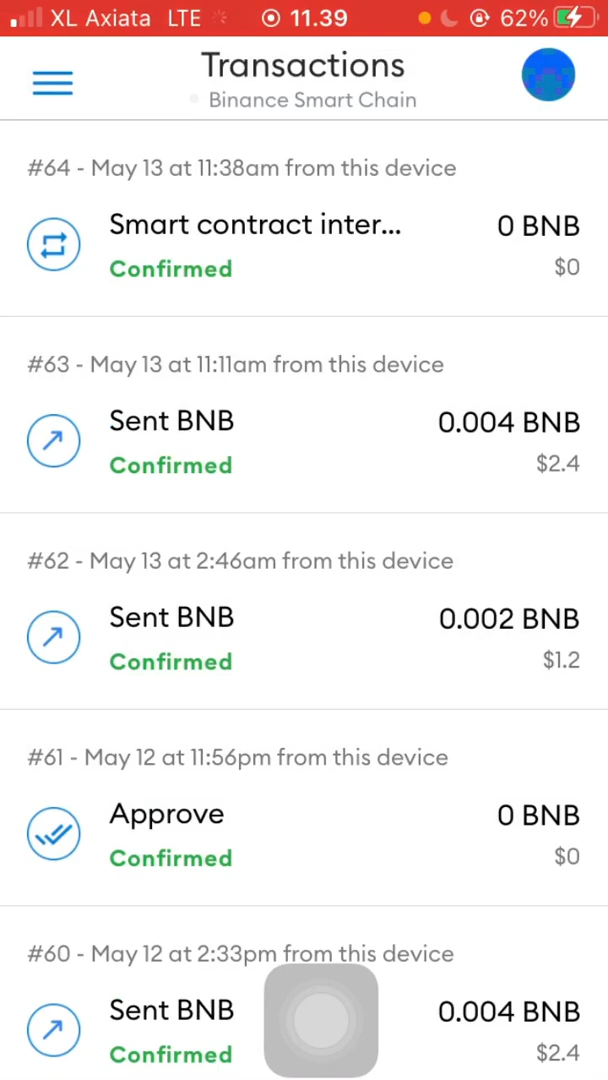 XL Axiata LTE 11.39 62%
Transactions
Binance Smart Chain
#64 - May 13 at 11:38am from this device
Smart contract inter... 0 BNB
Confirmed $0
#63 - May 13 at 11:11am from this device
Sent BNB 0.004 BNB
Confirmed $2.4
#62 - May 13 at 2:46am from this device
Sent BNB 0.002 BNB
Confirmed $1.2
#61 - May 12 at 11:56pm from this device
Approve 0 BNB
Confirmed $0
#60 - May 12 at 2:33pm from this device
Sent BNB 0.004 BNB
Confirmed $2.4